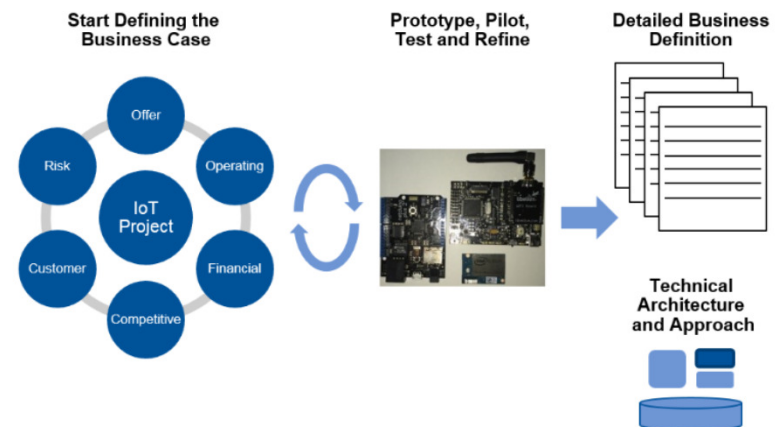 Start Defining the
Business Case
Offer
Risk
Operating
IoT
Project
Customer
Financial
Competitive
Prototype, Pilot,
Test and Refine
Detailed Business
Definition
Technical
Architecture
and Approach